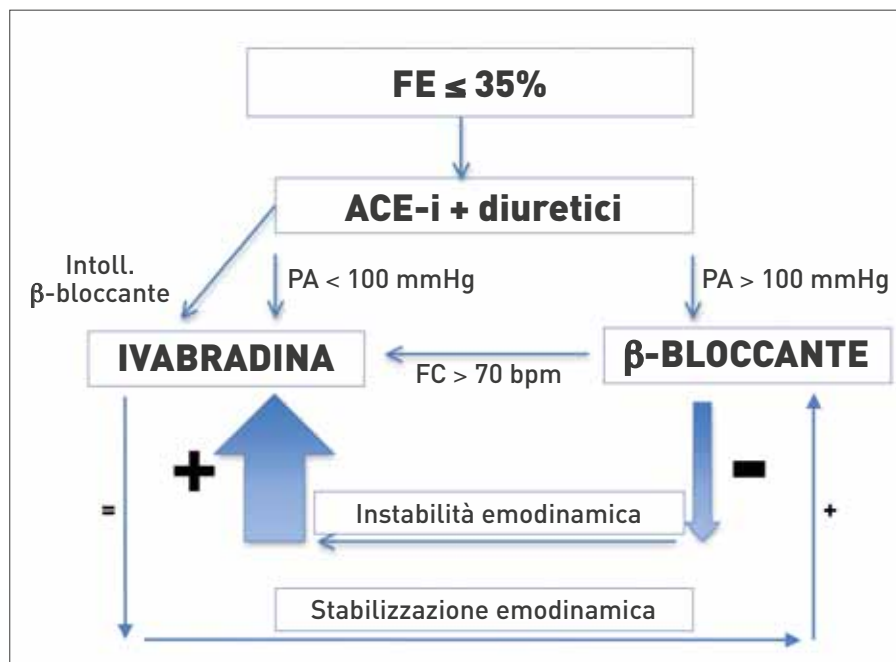 FE ≤ 35%
ACE-i + diuretici
Intoll.
β-bloccante
PA < 100 mmHg
PA > 100 mmHg
IVABRADINA
FC > 70 bpm
β-BLOCCANTE
+
-
=
Instabilità emodinamica
+
Stabilizzazione emodinamica